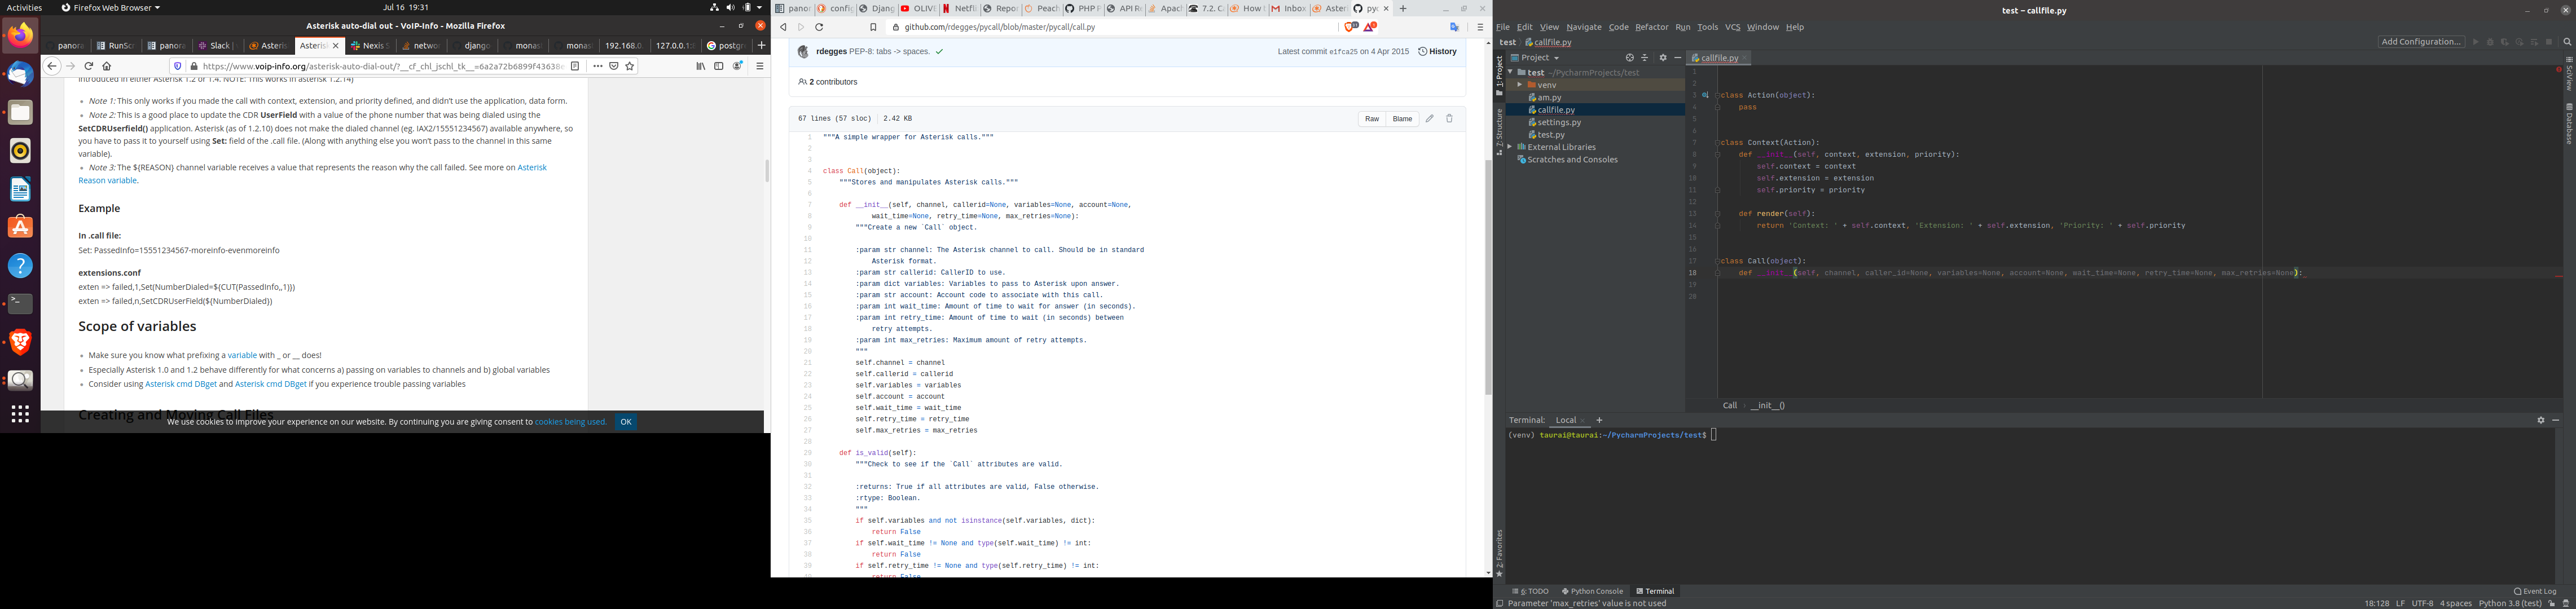 Activities
Firefox Web Browser
Jul 16 19:31
Asterisk auto-dial out - VoIP-Info - Mozilla Firefox
panora
RunScr
panora
Slack |
Asteris
Asteris
Nexis S
networ
django
monas
monas
192.168.0.
127.0.0.1:
postgr
https://www.voip-info.org/asterisk-auto-dial-out/?__cf_chl_jschl_tk__=6a2a72b6899f43638
introduced in either Asterisk 1.2 or 1.4. NOTE: This works in asterisk 1.2.14)
Note 1: This only works if you made the call with context, extension, and priority defined, and didn't use the application, data form.
Note 2: This is a good place to update the CDR UserField with a value of the phone number that was being dialed using the
SetCDRUserfield() application. Asterisk (as of 1.2.10) does not make the dialed channel (eg. IAX2/15551234567) available anywhere, so
you have to pass it to yourself using Set: field of the .call file. (Along with anything else you won't pass to the channel in this same
variable).
Note 3: The ${REASON} channel variable receives a value that represents the reason why the call failed. See more on Asterisk
Reason variable.
Example
In .call file:
Set: PassedInfo=15551234567-moreinfo-evenmoreinfo
extensions.conf
exten => failed,1,Set(NumberDialed=${CUT(PassedInfo,,1)})
exten => failed,n,SetCDRUserField(${NumberDialed})
Scope of variables
Make sure you know what prefixing a variable with _ or __ does!
Especially Asterisk 1.0 and 1.2 behave differently for what concerns a) passing on variables to channels and b) global variables
Consider using Asterisk cmd DBget and Asterisk cmd DBget if you experience trouble passing variables
Creating and Moving Call Files
We use cookies to improve your experience on our website. By continuing you are giving consent to cookies being used.
OK
panor
config
Djang
OLIVE
Netfli
Repor
Peach
PHP F
API Re
Apach
7.2. C
How
Inbox
Asteri
pyc
github.com/rdegges/pycall/blob/master/pycall/call.py
rdegges PEP-8: tabs -> spaces.
Latest commit e1fca25 on 4 Apr 2015
History
2 contributors
67 lines (57 sloc) | 2.42 KB
Raw
Blame
1 """A simple wrapper for Asterisk calls."""
2
3
4 class Call(object):
5 """Stores and manipulates Asterisk calls."""
6
7 def __init__(self, channel, callerid=None, variables=None, account=None,
8 wait_time=None, retry_time=None, max_retries=None):
9 """Create a new `Call` object.
10
11 :param str channel: The Asterisk channel to call. Should be in standard
12 Asterisk format.
13 :param str callerid: CallerID to use.
14 :param dict variables: Variables to pass to Asterisk upon answer.
15 :param str account: Account code to associate with this call.
16 :param int wait_time: Amount of time to wait for answer (in seconds).
17 :param int retry_time: Amount of time to wait (in seconds) between
18 retry attempts.
19 :param int max_retries: Maximum amount of retry attempts.
20 """
21 self.channel = channel
22 self.callerid = callerid
23 self.variables = variables
24 self.account = account
25 self.wait_time = wait_time
26 self.retry_time = retry_time
27 self.max_retries = max_retries
28
29 def is_valid(self):
30 """Check to see if the `Call` attributes are valid.
31
32 :returns: True if all attributes are valid, False otherwise.
33 :rtype: Boolean.
34 """
35 if self.variables and not isinstance(self.variables, dict):
36 return False
37 if self.wait_time != None and type(self.wait_time) != int:
38 return False
39 if self.retry_time != None and type(self.retry_time) != int:
return False
test – callfile.py
File Edit View Navigate Code Refactor Run Tools VCS Window Help
test callfile.py
Add Configuration...
Project
callfile.py
test ~/PycharmProjects/test
venv
am.py
callfile.py
settings.py
test.py
External Libraries
Scratches and Consoles
1: Project
7: Structure
2: Favorites
SciView
Database
1
2
3 class Action(object):
4 pass
5
6
7 class Context(Action):
8 def __init__(self, context, extension, priority):
9 self.context = context
10 self.extension = extension
11 self.priority = priority
12
13 def render(self):
14 return 'Context: ' + self.context, 'Extension: ' + self.extension, 'Priority: ' + self.priority
15
16
17 class Call(object):
18 def __init__(self, channel, caller_id=None, variables=None, account=None, wait_time=None, retry_time=None, max_retries=None):
19
20
Call
__init__()
Terminal: Local
(venv) taurai@taurai:~/PycharmProjects/test$
6: TODO
Python Console
Terminal
Event Log
Parameter 'max_retries' value is not used
18:128 LF UTF-8 4 spaces Python 3.8 (test)